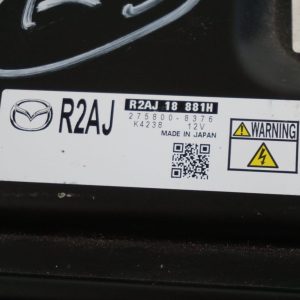 R2AJ
R2AJ 18 881H
275800-8376
K4238 12V
MADE IN JAPAN
WARNING